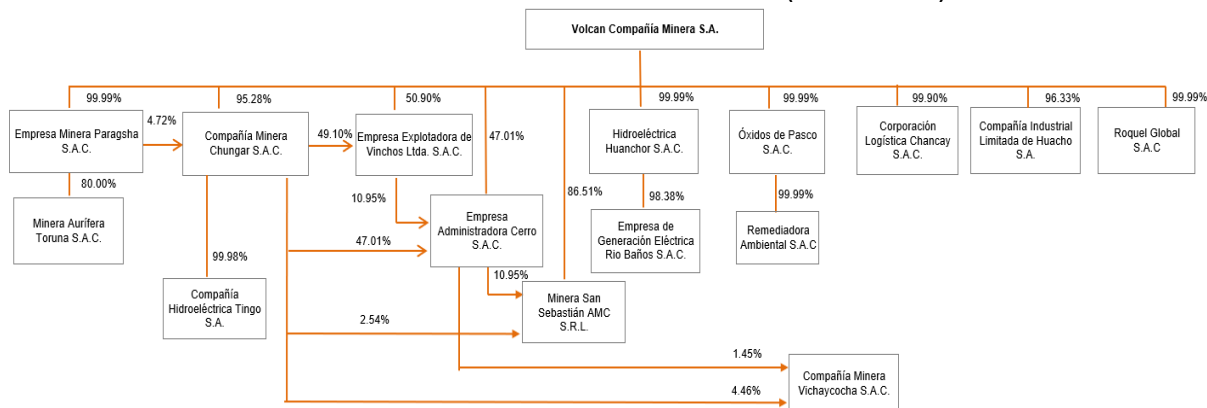 Volcan Compañía Minera S.A.
99.99%
95.28%
50.90%
99.99%
99.99%
99.90%
96.33%
99.99%
4.72%
49.10%
47.01%
Empresa Minera Paragsha
S.A.C.
Compañía Minera
Chungar S.A.C.
Empresa Explotadora de
Vinchos Ltda. S.A.C.
Hidroeléctrica
Huanchor S.A.C.
Óxidos de Pasco
S.A.C.
Corporación
Logística Chancay
S.A.C.
Compañía Industrial
Limitada de Huacho
S.A.
Roquel Global
S.A.C
80.00%
10.95%
86.51%
98.38%
99.99%
Minera Aurífera
Toruna S.A.C.
Empresa
Administradora Cerro
S.A.C.
Empresa de
Generación Eléctrica
Rio Baños S.A.C.
Remediadora
Ambiental S.A.C
47.01%
99.98%
10.95%
Compañía
Hidroeléctrica Tingo
S.A.
Minera San
Sebastián AMC
S.R.L.
2.54%
1.45%
Compañía Minera
Vichaycocha S.A.C.
4.46%